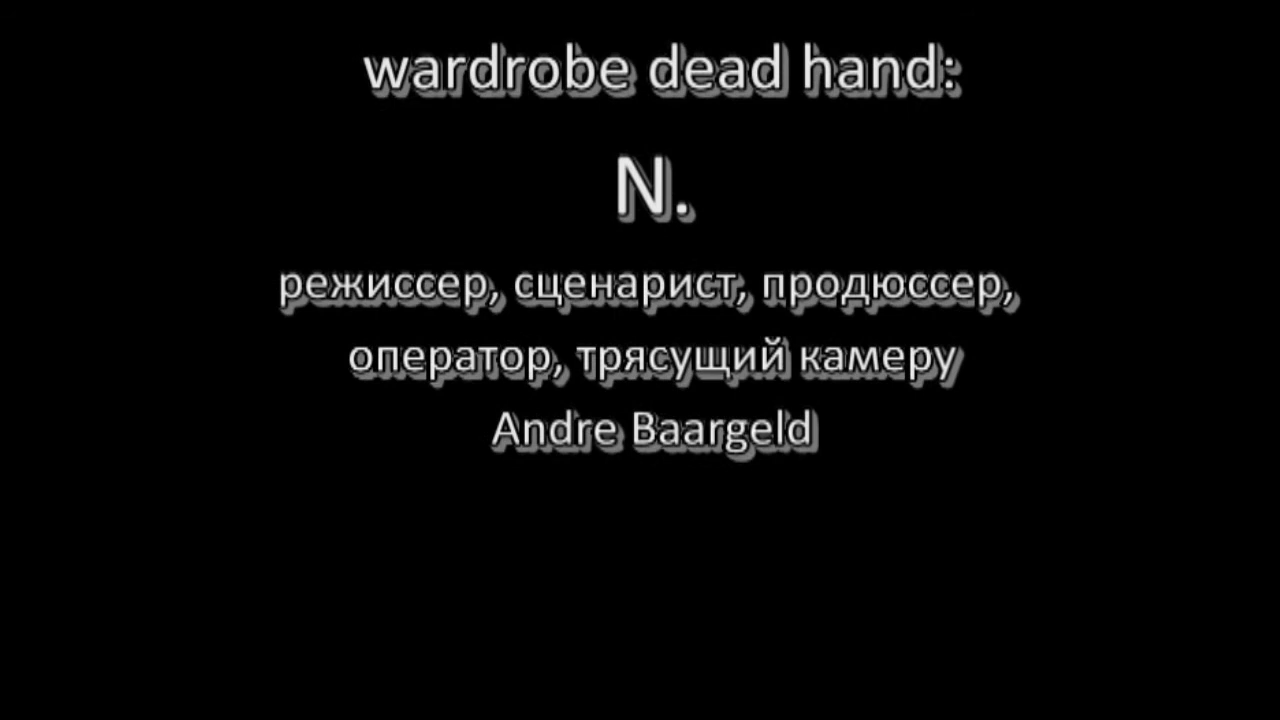 wardrobe dead hand:
N.
режиссер, сценарист, продюссер,
оператор, трясущий камеру
Andre Baargeld